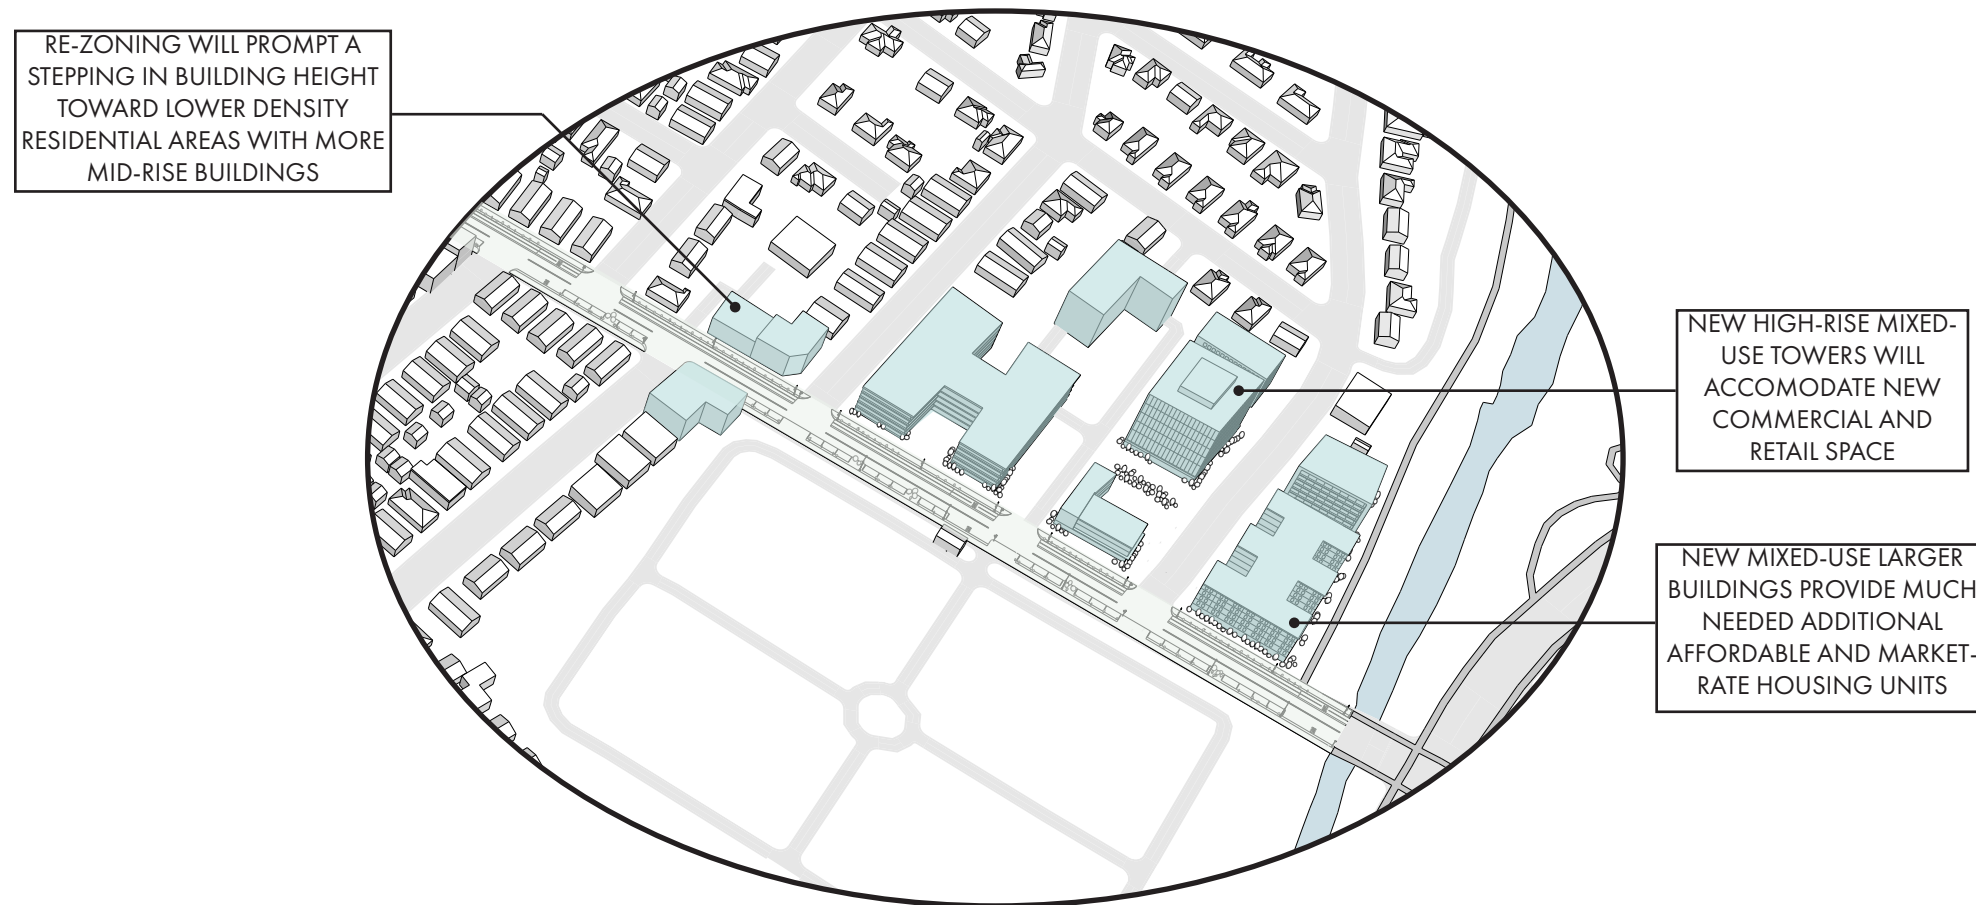 RE-ZONING WILL PROMPT A
STEPPING IN BUILDING HEIGHT
TOWARD LOWER DENSITY
RESIDENTIAL AREAS WITH MORE
MID-RISE BUILDINGS
NEW HIGH-RISE MIXED-
USE TOWERS WILL
ACCOMODATE NEW
COMMERCIAL AND
RETAIL SPACE
NEW MIXED-USE LARGER
BUILDINGS PROVIDE MUCH
NEEDED ADDITIONAL
AFFORDABLE AND MARKET-
RATE HOUSING UNITS